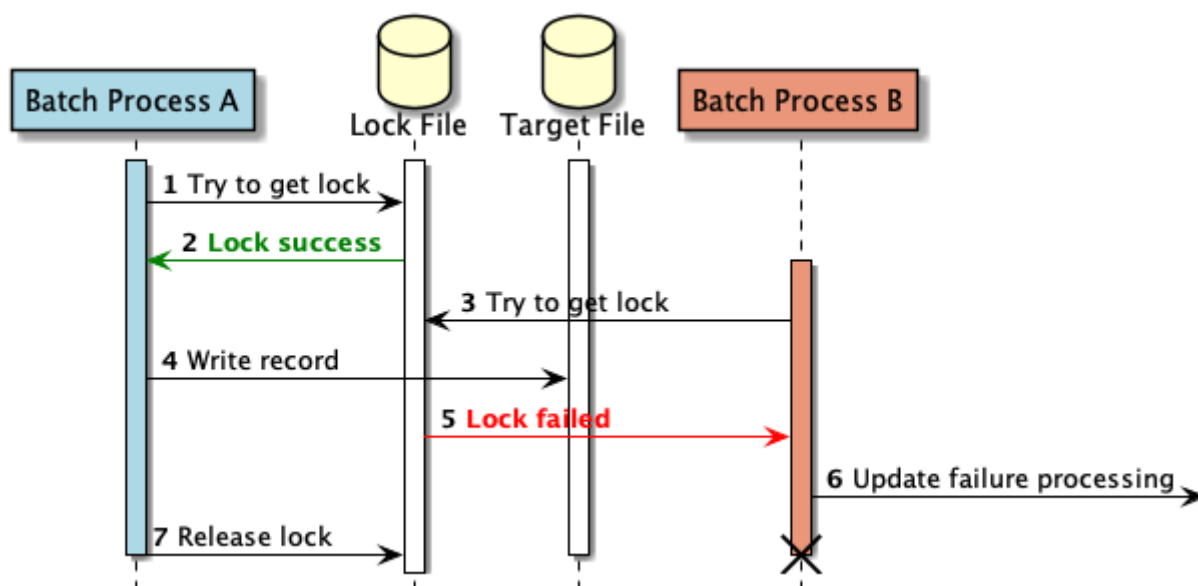 Batch Process A
Lock File
Target File
Batch Process B
1 Try to get lock
2 Lock success
3 Try to get lock
4 Write record
5 Lock failed
6 Update failure processing
7 Release lock